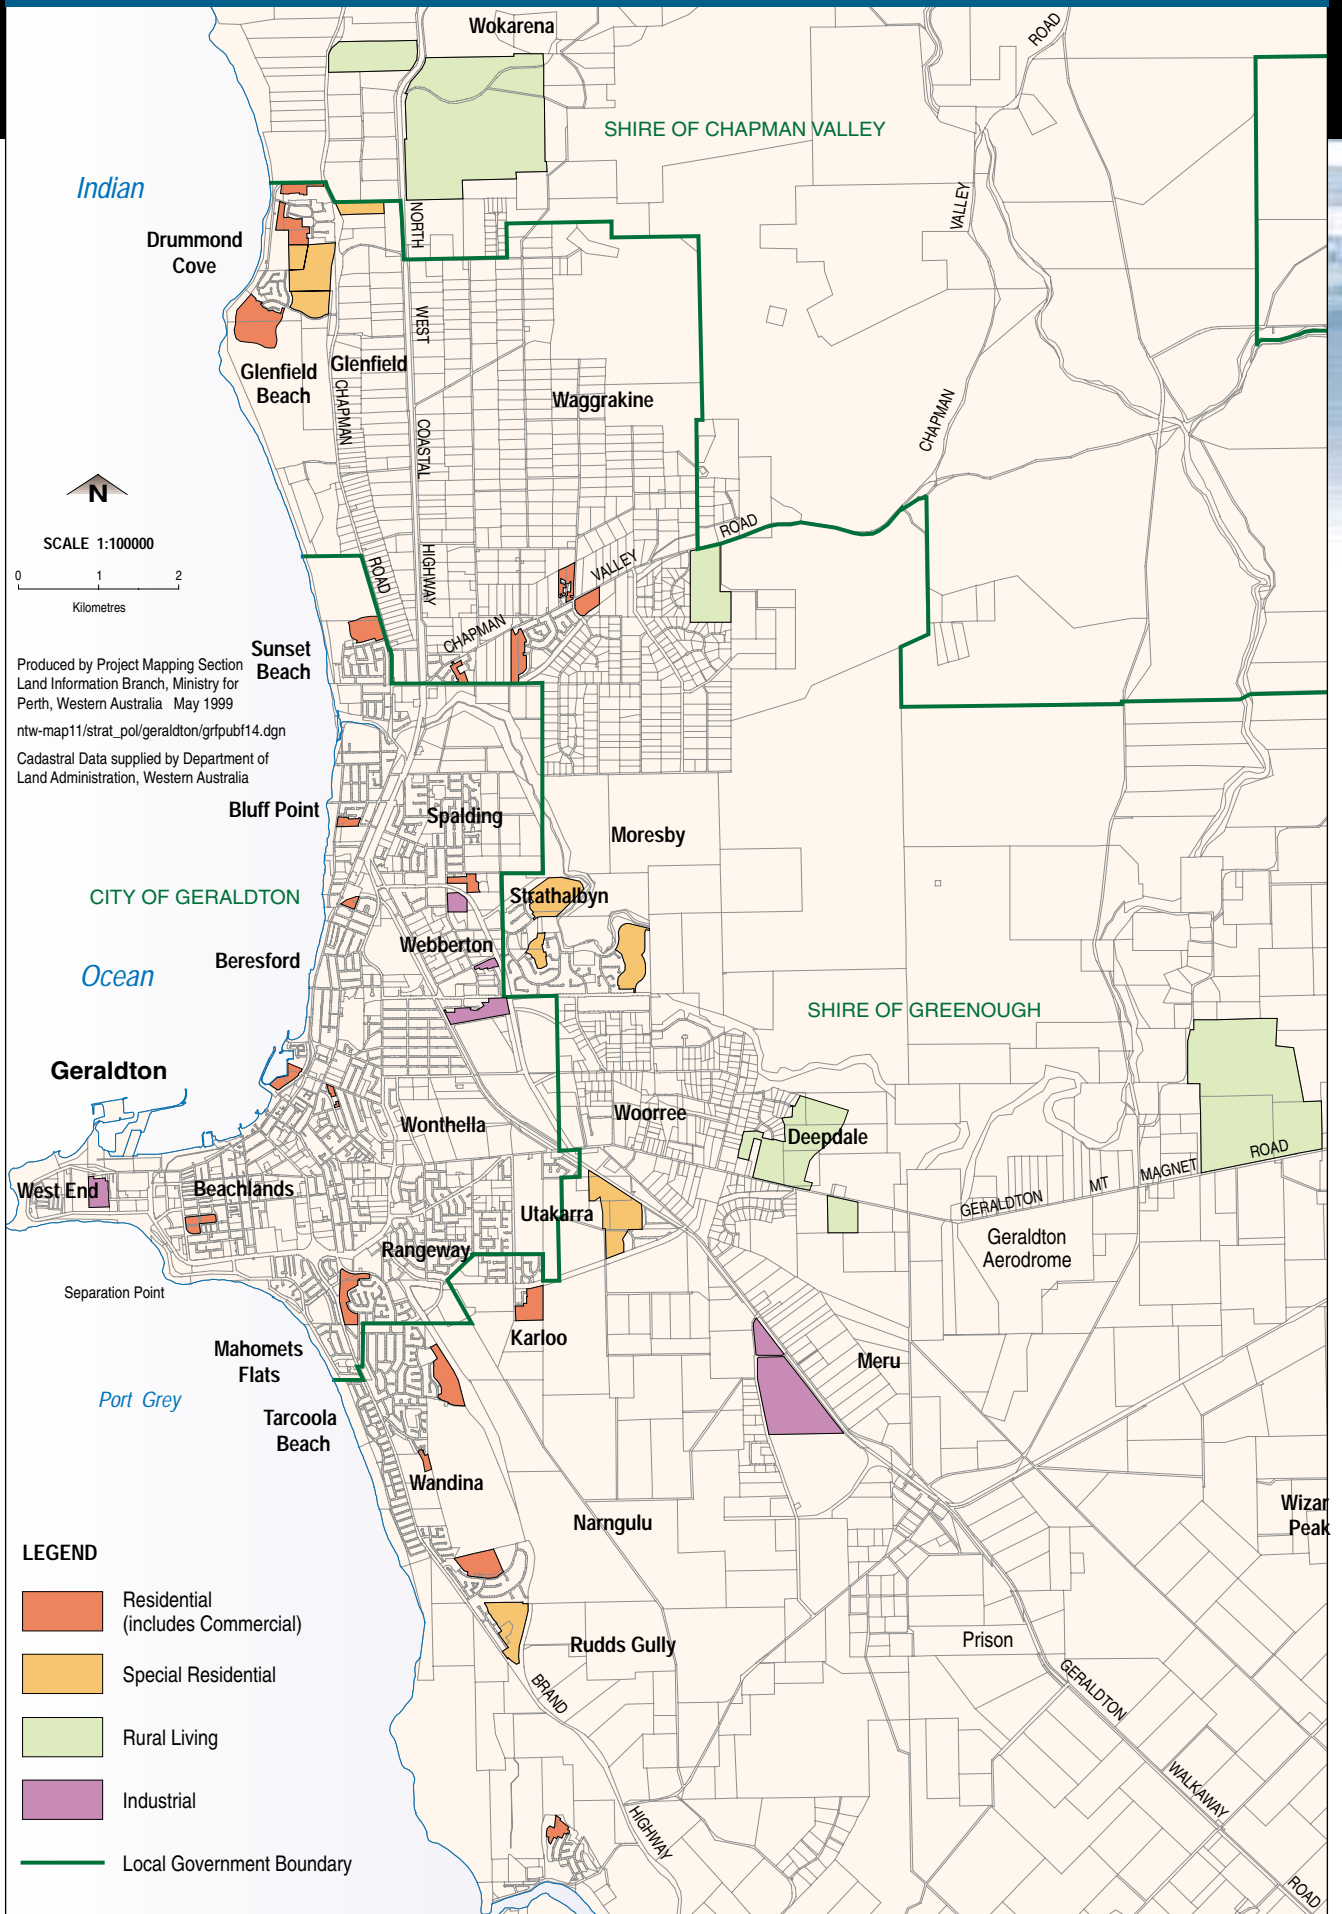 Wokarena
ROAD
SHIRE OF CHAPMAN VALLEY
Indian
VALLEY
NORTH
Drummond
Cove
WEST
Glenfield
Glenfield
Beach
CHAPMAN
Waggrakine
COASTAL
CHAPMAN
N
SCALE 1:100000
0 1 2
Kilometres
ROAD
HIGHWAY
VALLEY
ROAD
CHAPMAN
Sunset
Beach
Produced by Project Mapping Section
Land Information Branch, Ministry for
Perth, Western Australia May 1999
ntw-map11/strat_pol/geraldton/grfpubf14.dgn
Cadastral Data supplied by Department of
Land Administration, Western Australia
Bluff Point
Spalding
Moresby
CITY OF GERALDTON
Strathalbyn
Webberton
Beresford
Ocean
SHIRE OF GREENOUGH
Geraldton
Wonthella
Woorree
Deepdale
ROAD
MAGNET
MT
GERALDTON
West End
Beachlands
Utakarra
Geraldton
Aerodrome
Rangeway
Separation Point
Karloo
Mahomets
Flats
Meru
Port Grey
Tarcoola
Beach
Wandina
Wizar
Peak
Narngulu
LEGEND
Residential
(includes Commercial)
Special Residential
Rural Living
Industrial
Local Government Boundary
Rudds Gully
Prison
BRAND
HIGHWAY
GERALDTON
WALKAWAY
ROAD